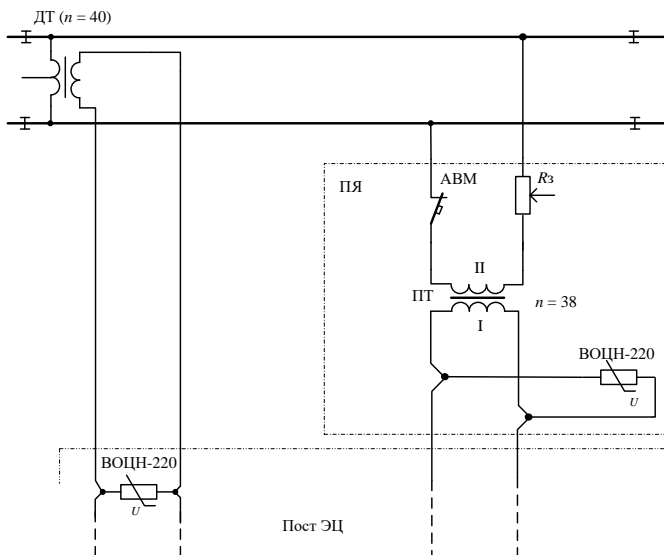 ДТ (n = 40)
ПЯ
АВМ
Rз
II
ПТ
n = 38
I
ВОЦН-220
U
ВОЦН-220
U
Пост ЭЦ